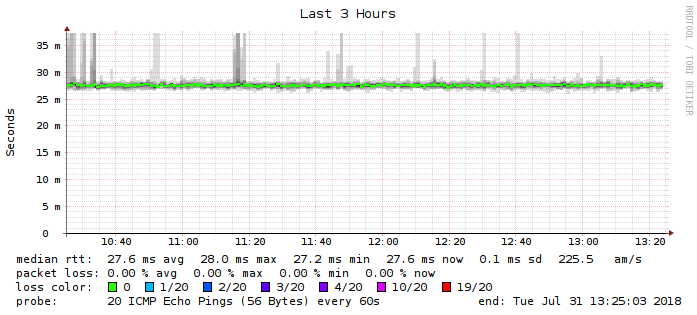 Last 3 Hours
RRDTOOL / TOBI OETIKER
Seconds
35 m
30 m
25 m
20 m
15 m
10 m
5 m
0
10:40 11:00 11:20 11:40 12:00 12:20 12:40 13:00 13:20
median rtt: 27.6 ms avg 28.0 ms max 27.2 ms min 27.6 ms now 0.1 ms sd 225.5 am/s
packet loss: 0.00 % avg 0.00 % max 0.00 % min 0.00 % now
loss color: 0 1/20 2/20 3/20 4/20 10/20 19/20
probe: 20 ICMP Echo Pings (56 Bytes) every 60s end: Tue Jul 31 13:25:03 2018